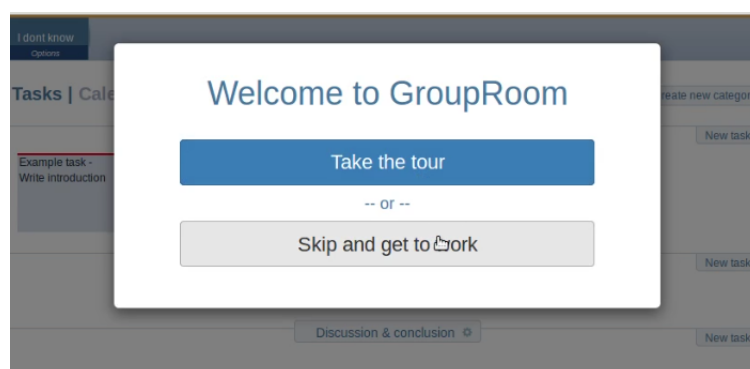 I dont know
Options
Tasks | Cale
reate new categor
New task
Example task -
Write introduction
Welcome to GroupRoom
Take the tour
-- or --
Skip and get to work
New task
Discussion & conclusion
New task